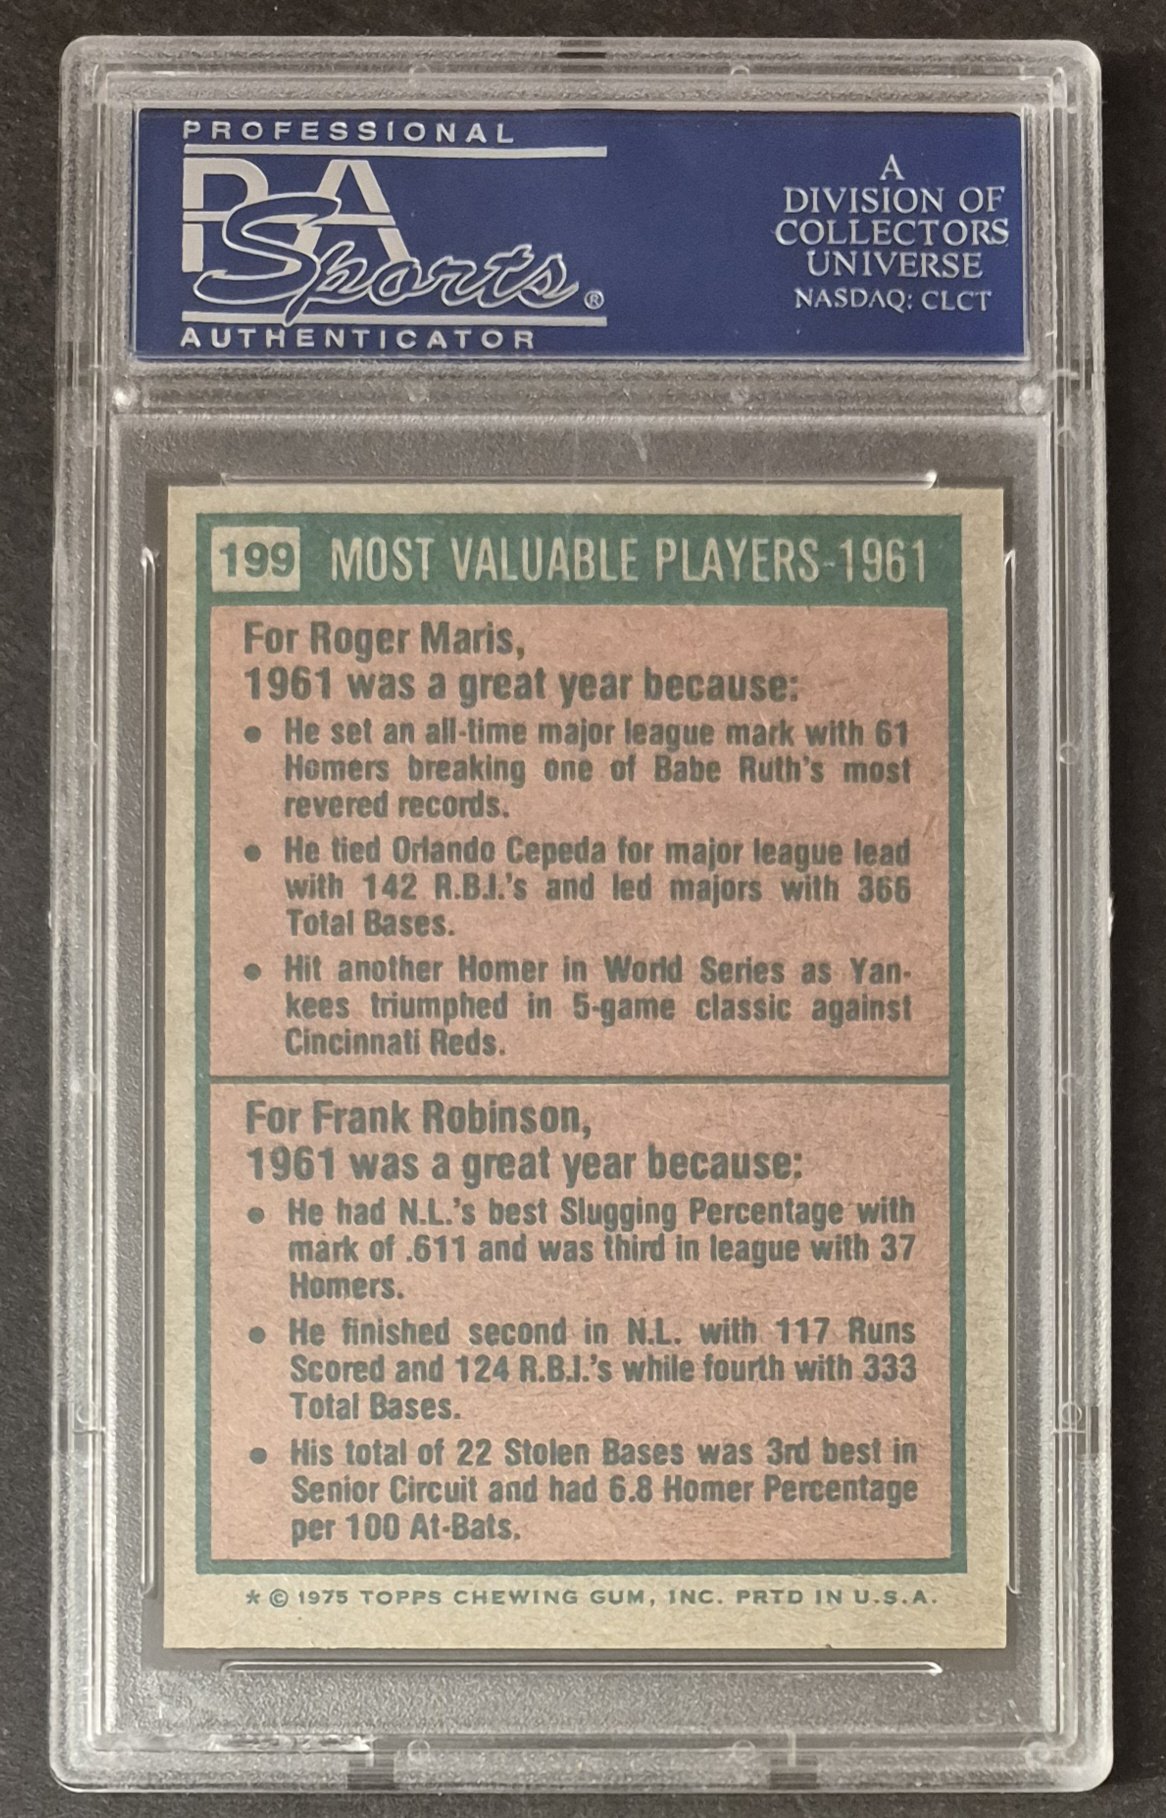 PROFESSIONAL
PSA
Sports®
AUTHENTICATOR
A
DIVISION OF
COLLECTORS
UNIVERSE
NASDAQ: CLCT
199 MOST VALUABLE PLAYERS-1961
For Roger Maris,
1961 was a great year because:
• He set an all-time major league mark with 61
Homers breaking one of Babe Ruth's most
revered records.
• He tied Orlando Cepeda for major league lead
with 142 R.B.I.'s and led majors with 366
Total Bases.
• Hit another Homer in World Series as Yan-
kees triumphed in 5-game classic against
Cincinnati Reds.
For Frank Robinson,
1961 was a great year because:
• He had N.L.'s best Slugging Percentage with
mark of .611 and was third in league with 37
Homers.
• He finished second in N.L. with 117 Runs
Scored and 124 R.B.I.'s while fourth with 333
Total Bases.
• His total of 22 Stolen Bases was 3rd best in
Senior Circuit and had 6.8 Homer Percentage
per 100 At-Bats.
* © 1975 TOPPS CHEWING GUM, INC. PRTD IN U.S.A.